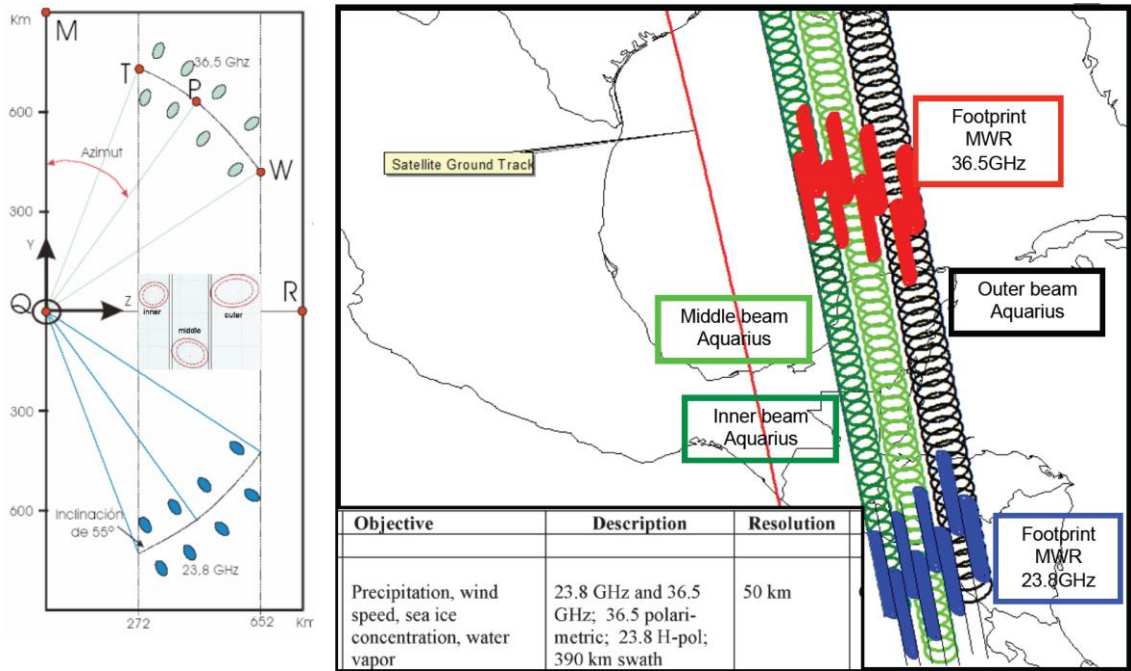 Km
M
36,5 Ghz
T
P
600
Azimut
W
300
Y
Q
Z
R
inner
middle
outer
300
600
Inclinación
de 55º
23,8 GHz
272
652
Km
Satellite Ground Track
Footprint
MWR
36.5GHz
Middle beam
Aquarius
Outer beam
Aquarius
Inner beam
Aquarius
Footprint
MWR
23.8GHz
Objective Description Resolution
Precipitation, wind 23.8 GHz and 36.5 50 km
speed, sea ice GHz; 36.5 polari-
concentration, water metric; 23.8 H-pol;
vapor 390 km swath